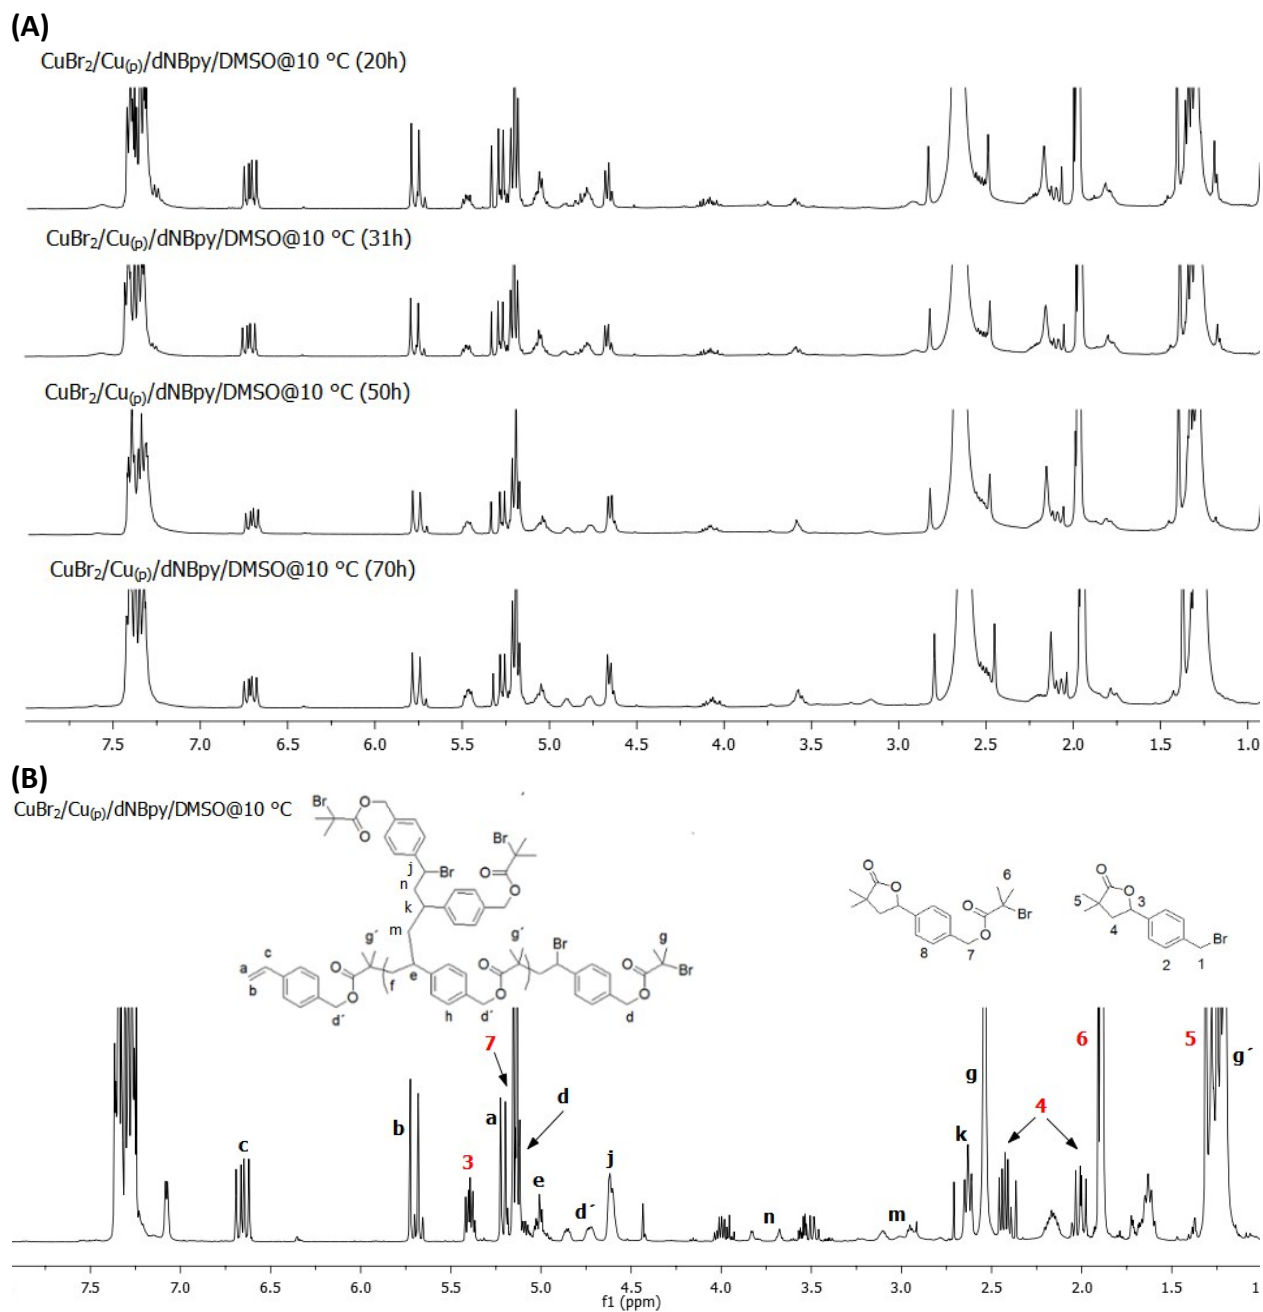 (A)
CuBr₂/Cu₍ₚ₎/dNBpy/DMSO@10 °C (20h)
CuBr₂/Cu₍ₚ₎/dNBpy/DMSO@10 °C (31h)
CuBr₂/Cu₍ₚ₎/dNBpy/DMSO@10 °C (50h)
CuBr₂/Cu₍ₚ₎/dNBpy/DMSO@10 °C (70h)
7.5 7.0 6.5 6.0 5.5 5.0 4.5 4.0 3.5 3.0 2.5 2.0 1.5 1.0
(B)
CuBr₂/Cu₍ₚ₎/dNBpy/DMSO@10 °C
Br O
O
j Br
Br
O
O
n
k
m
g´ g´ Br g
c
a
b
O O O Br
O O O
f e
d´ h d´ d
O
O
6
Br
O
O
8 7
O
O
5 3
4
Br
2 1
7 6 5
g´
g
4
a d
b
c k
3 j
e
d´ n m
7.5 7.0 6.5 6.0 5.5 5.0 4.5 4.0 3.5 3.0 2.5 2.0 1.5 1
f1 (ppm)